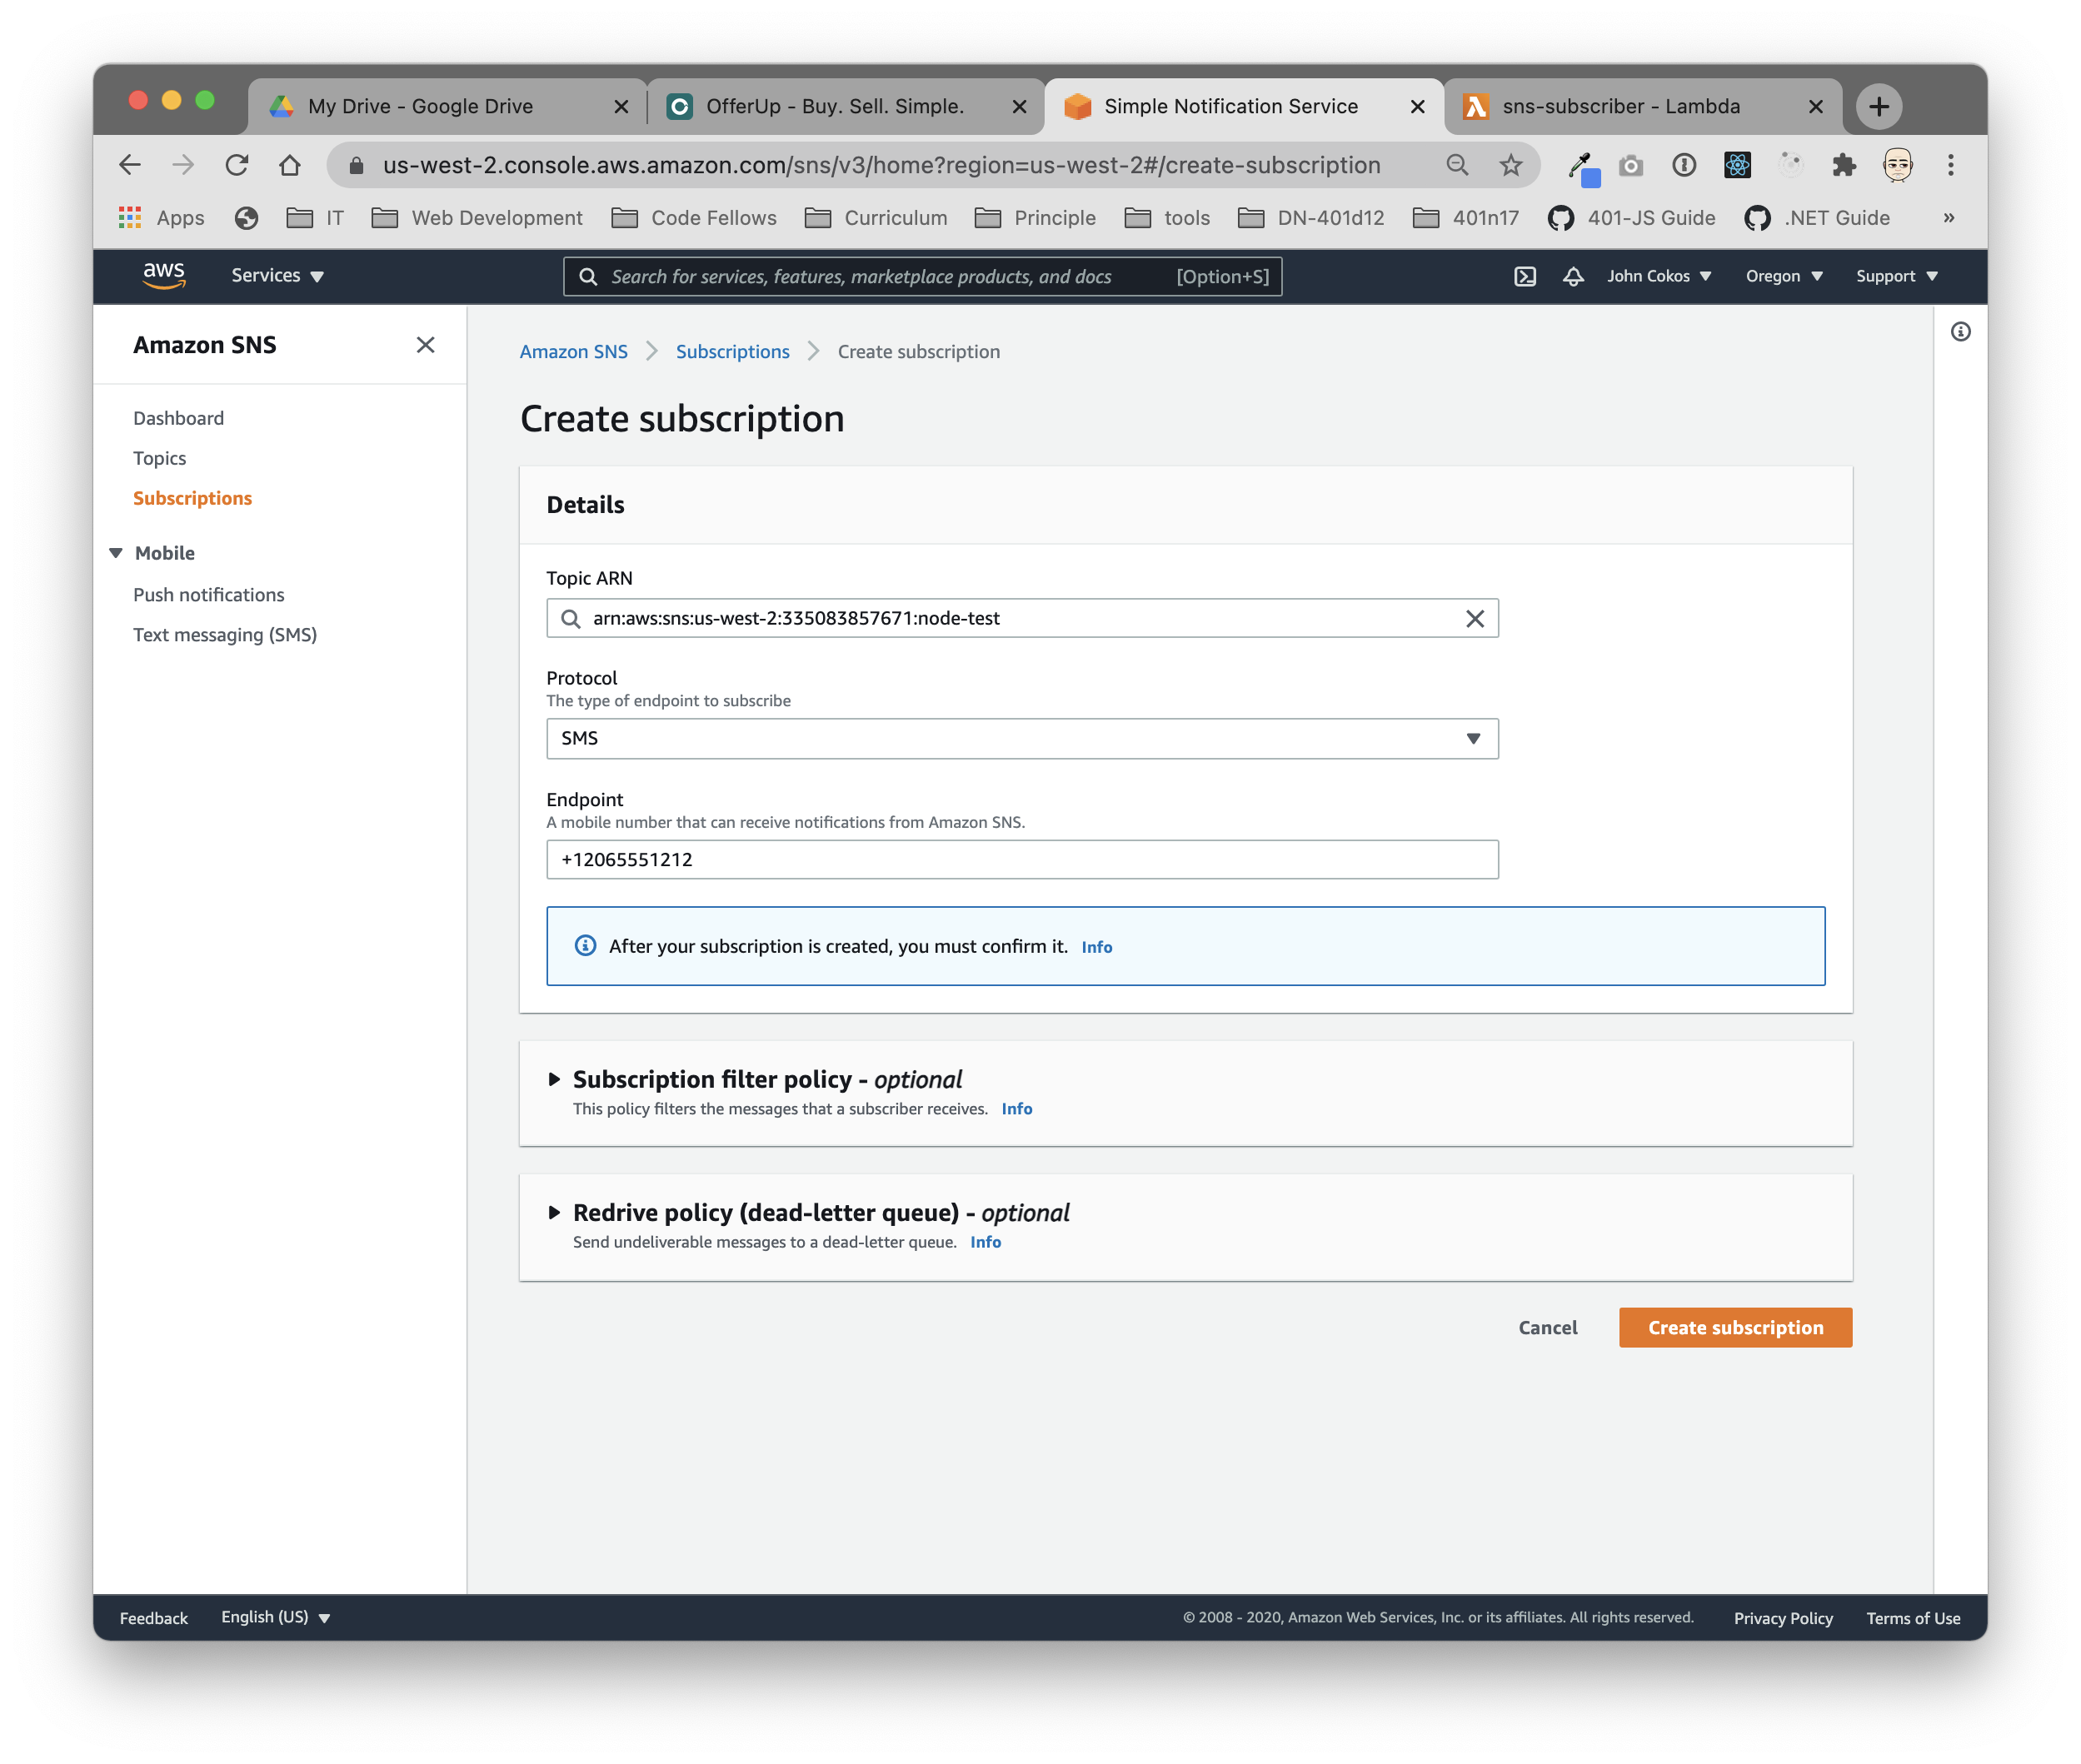 My Drive - Google Drive
OfferUp - Buy. Sell. Simple.
Simple Notification Service
sns-subscriber - Lambda
us-west-2.console.aws.amazon.com/sns/v3/home?region=us-west-2#/create-subscription
Apps
IT
Web Development
Code Fellows
Curriculum
Principle
tools
DN-401d12
401n17
401-JS Guide
.NET Guide
»
aws
Services
Search for services, features, marketplace products, and docs [Option+S]
John Cokos
Oregon
Support
Amazon SNS
Dashboard
Topics
Subscriptions
Mobile
Push notifications
Text messaging (SMS)
Amazon SNS > Subscriptions > Create subscription
Create subscription
Details
Topic ARN
arn:aws:sns:us-west-2:335083857671:node-test
Protocol
The type of endpoint to subscribe
SMS
Endpoint
A mobile number that can receive notifications from Amazon SNS.
+12065551212
After your subscription is created, you must confirm it. Info
Subscription filter policy - optional
This policy filters the messages that a subscriber receives. Info
Redrive policy (dead-letter queue) - optional
Send undeliverable messages to a dead-letter queue. Info
Cancel
Create subscription
Feedback
English (US)
© 2008 - 2020, Amazon Web Services, Inc. or its affiliates. All rights reserved.
Privacy Policy
Terms of Use